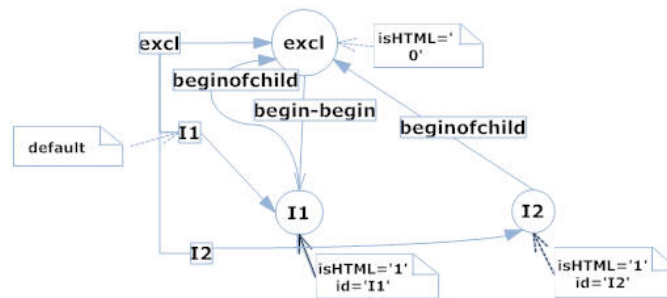 excl
excl
isHTML='
0'
beginofchild
begin-begin
beginofchild
I1
default
I1
I2
I2
isHTML='1'
id='I1'
isHTML='1'
id='I2'